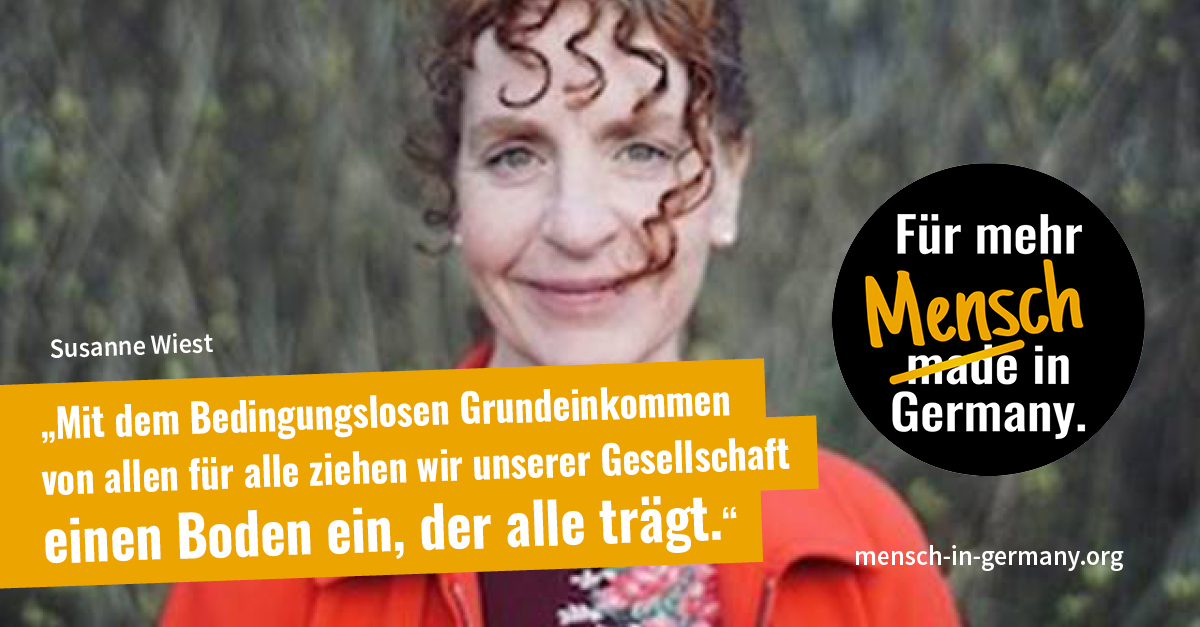 Susanne Wiest
„Mit dem Bedingungslosen Grundeinkommen
von allen für alle ziehen wir unserer Gesellschaft
einen Boden ein, der alle trägt.“
Für mehr
Mensch
made in
Germany.
mensch-in-germany.org